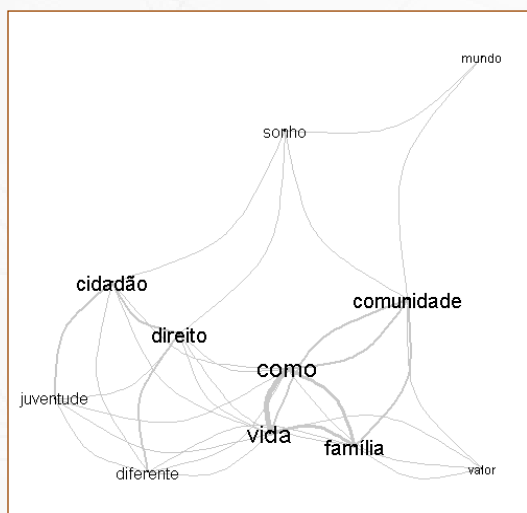 mundo
sonho
cidadão
comunidade
direito
como
juventude
vida
família
diferente
valor